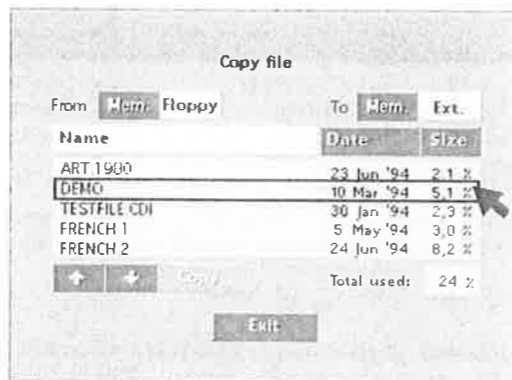 Copy file
From Mem. Floppy To Mem. Ext.
Name Date Size
ART 1900 23 Jun '94 2,1 %
DEMO 10 Mar '94 5,1 %
TESTFILE CDI 30 Jan '94 2,3 %
FRENCH 1 5 May '94 3,0 %
FRENCH 2 24 Jun '94 8,2 %
Copy Total used: 24 %
Exit